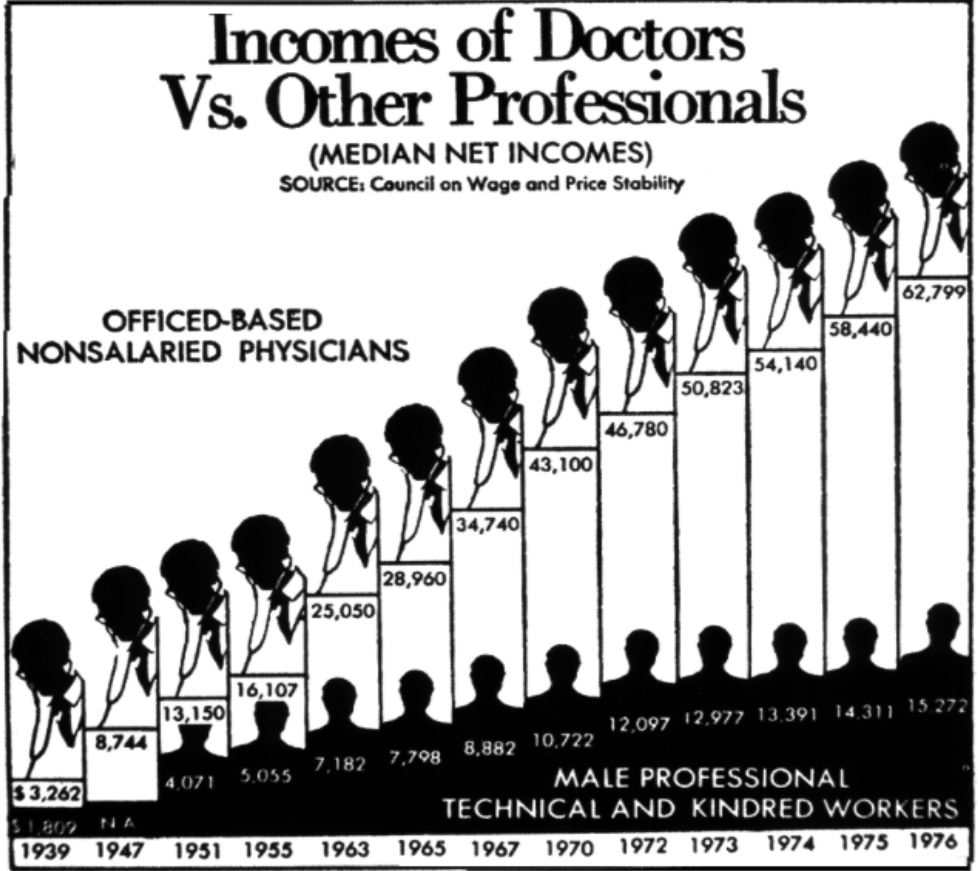 Incomes of Doctors
Vs. Other Professionals
(MEDIAN NET INCOMES)
SOURCE: Council on Wage and Price Stability
OFFICED-BASED
NONSALARIED PHYSICIANS
62,799
58,440
54,140
50,823
46,780
43,100
34,740
28,960
25,050
16,107
13,150
8,744
$ 3,262
$ 1,809
N A
4,071
5,055
7,182
7,798
8,882
10,722
12,097
12,977
13,391
14,311
15,272
MALE PROFESSIONAL
TECHNICAL AND KINDRED WORKERS
1939 1947 1951 1955 1963 1965 1967 1970 1972 1973 1974 1975 1976